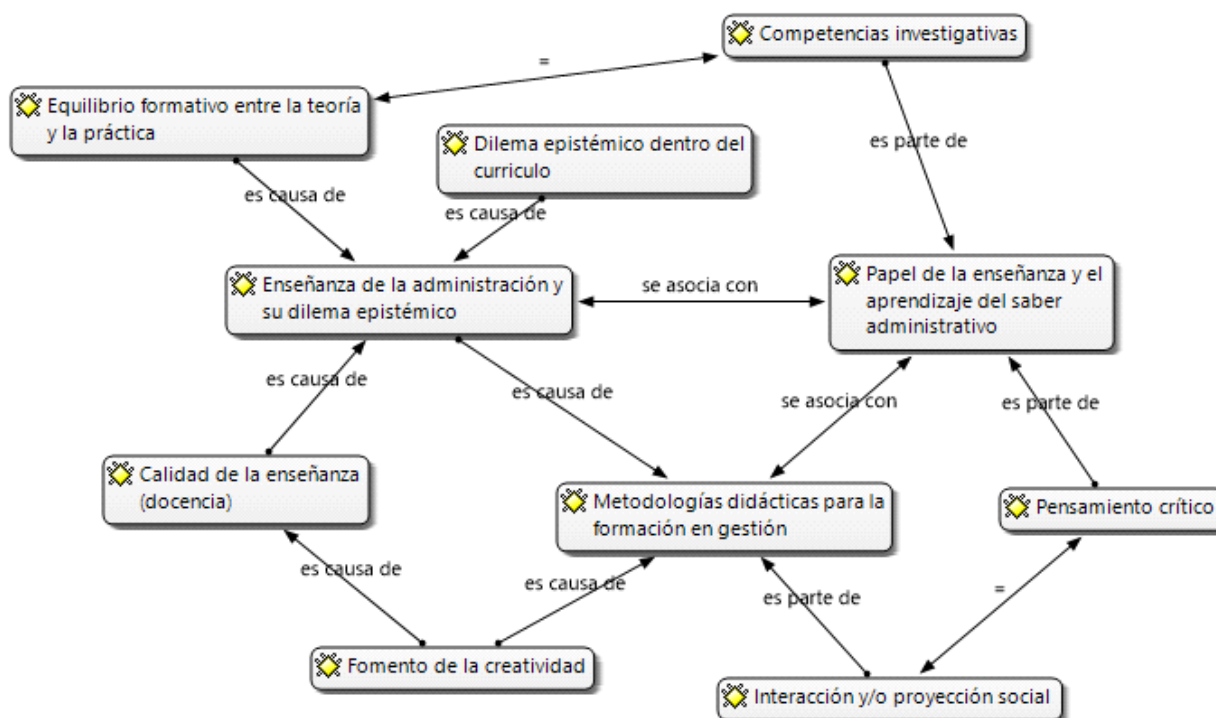 Competencias investigativas
=
Equilibrio formativo entre la teoría
y la práctica
Dilema epistémico dentro del
curriculo
es parte de
es causa de
es causa de
Enseñanza de la administración y
su dilema epistémico
se asocia con
Papel de la enseñanza y el
aprendizaje del saber
administrativo
es causa de
es causa de
se asocia con
es parte de
Calidad de la enseñanza
(docencia)
Metodologías didácticas para la
formación en gestión
Pensamiento crítico
es causa de
es causa de
es parte de
=
Fomento de la creatividad
Interacción y/o proyección social